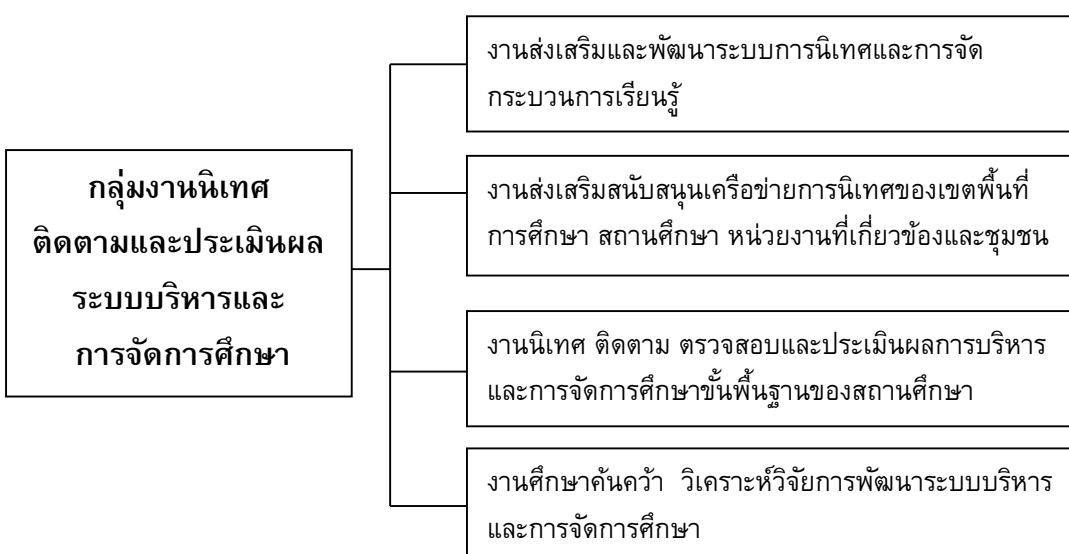 กลุ่มงานนิเทศ
ติดตามและประเมินผล
ระบบบริหารและ
การจัดการศึกษา
งานส่งเสริมและพัฒนาระบบการนิเทศและการจัด
กระบวนการเรียนรู้
งานส่งเสริมสนับสนุนเครือข่ายการนิเทศของเขตพื้นที่
การศึกษา สถานศึกษา หน่วยงานที่เกี่ยวข้องและชุมชน
งานนิเทศ ติดตาม ตรวจสอบและประเมินผลการบริหาร
และการจัดการศึกษาขั้นพื้นฐานของสถานศึกษา
งานศึกษาค้นคว้า วิเคราะห์วิจัยการพัฒนาระบบบริหาร
และการจัดการศึกษา